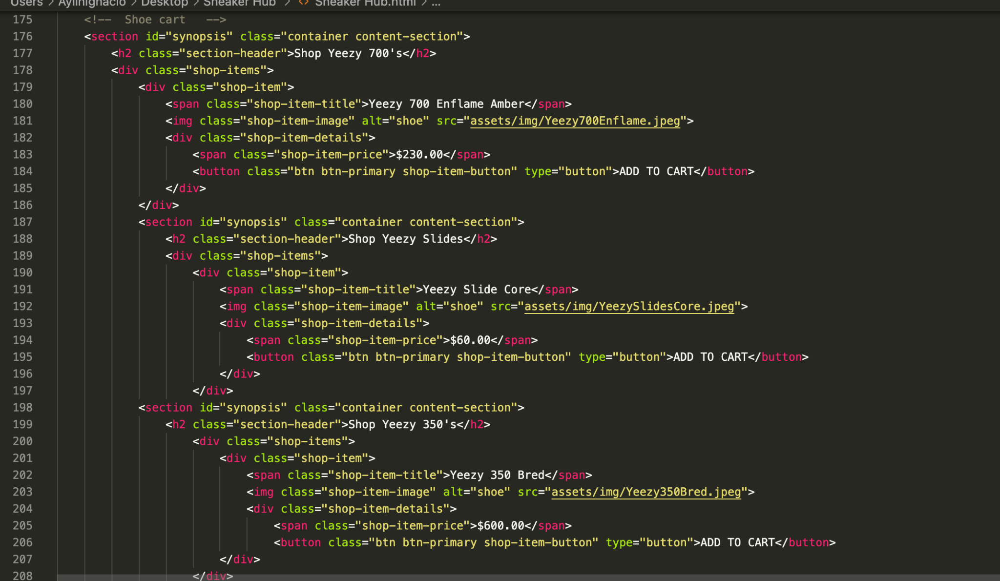 Users > AylinIgnacio > Desktop > Sneaker Hub > <> Sneaker Hub.html > ...
175 <!--  Shoe cart   -->
176 <section id="synopsis" class="container content-section">
177 <h2 class="section-header">Shop Yeezy 700's</h2>
178 <div class="shop-items">
179 <div class="shop-item">
180 <span class="shop-item-title">Yeezy 700 Enflame Amber</span>
181 <img class="shop-item-image" alt="shoe" src="assets/img/Yeezy700Enflame.jpeg">
182 <div class="shop-item-details">
183 <span class="shop-item-price">$230.00</span>
184 <button class="btn btn-primary shop-item-button" type="button">ADD TO CART</button>
185 </div>
186 </div>
187 <section id="synopsis" class="container content-section">
188 <h2 class="section-header">Shop Yeezy Slides</h2>
189 <div class="shop-items">
190 <div class="shop-item">
191 <span class="shop-item-title">Yeezy Slide Core</span>
192 <img class="shop-item-image" alt="shoe" src="assets/img/YeezySlidesCore.jpeg">
193 <div class="shop-item-details">
194 <span class="shop-item-price">$60.00</span>
195 <button class="btn btn-primary shop-item-button" type="button">ADD TO CART</button>
196 </div>
197 </div>
198 <section id="synopsis" class="container content-section">
199 <h2 class="section-header">Shop Yeezy 350's</h2>
200 <div class="shop-items">
201 <div class="shop-item">
202 <span class="shop-item-title">Yeezy 350 Bred</span>
203 <img class="shop-item-image" alt="shoe" src="assets/img/Yeezy350Bred.jpeg">
204 <div class="shop-item-details">
205 <span class="shop-item-price">$600.00</span>
206 <button class="btn btn-primary shop-item-button" type="button">ADD TO CART</button>
207 </div>
208 </div>